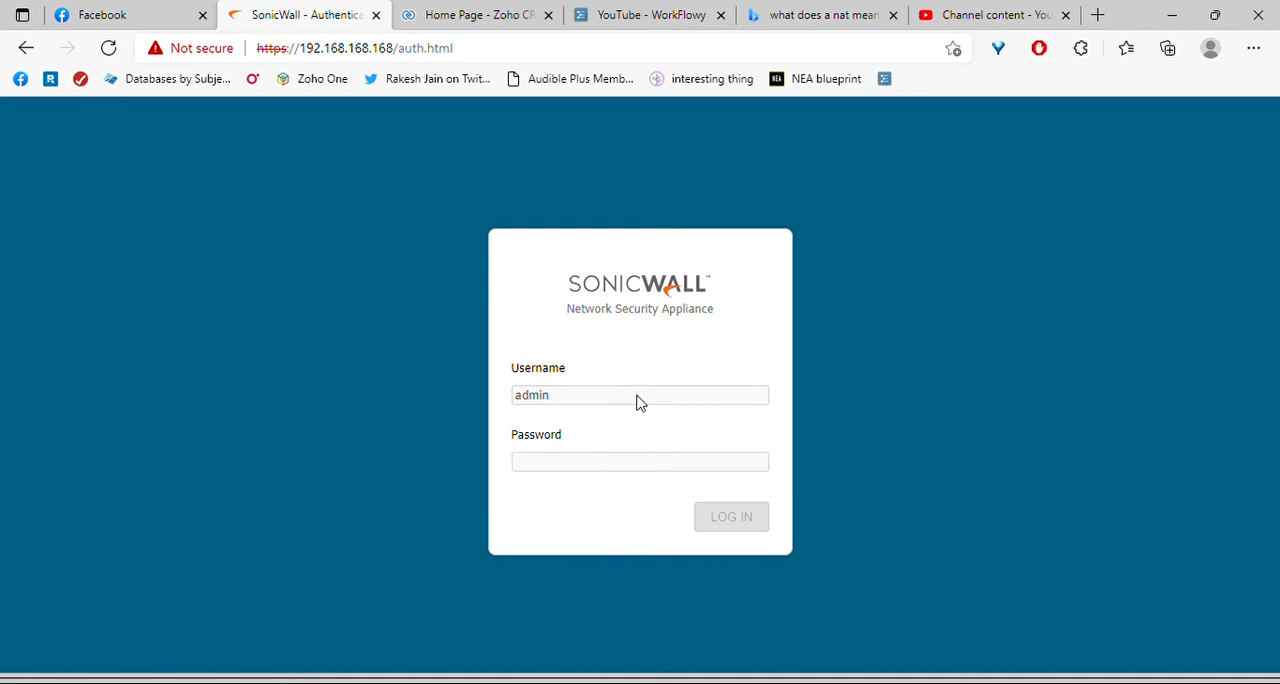 Facebook
SonicWall - Authentica
Home Page - Zoho CR
YouTube - WorkFlowy
what does a nat mean
Channel content - You
Not secure
https://192.168.168.168/auth.html
Databases by Subje...
Zoho One
Rakesh Jain on Twit...
Audible Plus Memb...
interesting thing
NEA
NEA blueprint
SONICWALL™
Network Security Appliance
Username
admin
Password
LOG IN